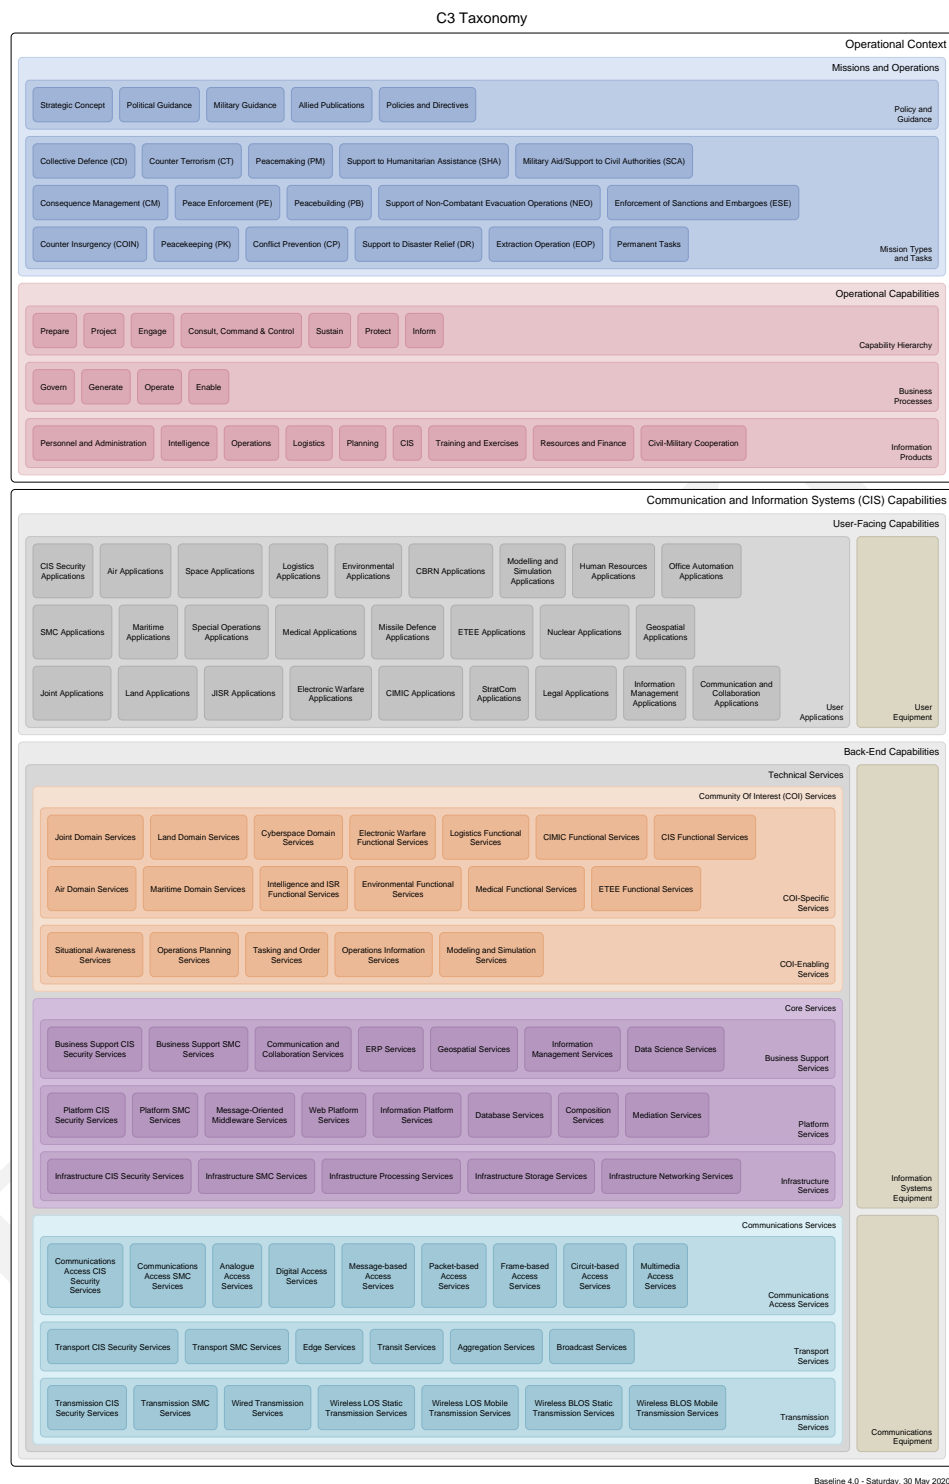 C3 Taxonomy
Operational Context
Missions and Operations
Strategic Concept
Political Guidance
Military Guidance
Allied Publications
Policies and Directives
Policy and
Guidance
Collective Defence (CD)
Counter Terrorism (CT)
Peacemaking (PM)
Support to Humanitarian Assistance (SHA)
Military Aid/Support to Civil Authorities (SCA)
Consequence Management (CM)
Peace Enforcement (PE)
Peacebuilding (PB)
Support of Non-Combatant Evacuation Operations (NEO)
Enforcement of Sanctions and Embargoes (ESE)
Counter Insurgency (COIN)
Peacekeeping (PK)
Conflict Prevention (CP)
Support to Disaster Relief (DR)
Extraction Operation (EOP)
Permanent Tasks
Mission Types
and Tasks
Operational Capabilities
Prepare
Project
Engage
Consult, Command & Control
Sustain
Protect
Inform
Capability Hierarchy
Govern
Generate
Operate
Enable
Business
Processes
Personnel and Administration
Intelligence
Operations
Logistics
Planning
CIS
Training and Exercises
Resources and Finance
Civil-Military Cooperation
Information
Products
Communication and Information Systems (CIS) Capabilities
User-Facing Capabilities
CIS Security
Applications
Air Applications
Space Applications
Logistics
Applications
Environmental
Applications
CBRN Applications
Modelling and
Simulation
Applications
Human Resources
Applications
Office Automation
Applications
SMC Applications
Maritime
Applications
Special Operations
Applications
Medical Applications
Missile Defence
Applications
ETEE Applications
Nuclear Applications
Geospatial
Applications
Joint Applications
Land Applications
JISR Applications
Electronic Warfare
Applications
CIMIC Applications
StratCom
Applications
Legal Applications
Information
Management
Applications
Communication and
Collaboration
Applications
User
Applications
User
Equipment
Back-End Capabilities
Technical Services
Community Of Interest (COI) Services
Joint Domain Services
Land Domain Services
Cyberspace Domain
Services
Electronic Warfare
Functional Services
Logistics Functional
Services
CIMIC Functional Services
CIS Functional Services
Air Domain Services
Maritime Domain Services
Intelligence and ISR
Functional Services
Environmental Functional
Services
Medical Functional Services
ETEE Functional Services
COI-Specific
Services
Situational Awareness
Services
Operations Planning
Services
Tasking and Order
Services
Operations Information
Services
Modeling and Simulation
Services
COI-Enabling
Services
Core Services
Business Support CIS
Security Services
Business Support SMC
Services
Communication and
Collaboration Services
ERP Services
Geospatial Services
Information
Management Services
Data Science Services
Business Support
Services
Platform CIS
Security Services
Platform SMC
Services
Message-Oriented
Middleware Services
Web Platform
Services
Information Platform
Services
Database Services
Composition
Services
Mediation Services
Platform
Services
Infrastructure CIS Security Services
Infrastructure SMC Services
Infrastructure Processing Services
Infrastructure Storage Services
Infrastructure Networking Services
Infrastructure
Services
Information
Systems
Equipment
Communications Services
Communications
Access CIS
Security
Services
Communications
Access SMC
Services
Analogue
Access
Services
Digital Access
Services
Message-based
Access
Services
Packet-based
Access
Services
Frame-based
Access
Services
Circuit-based
Access
Services
Multimedia
Access
Services
Communications
Access Services
Transport CIS Security Services
Transport SMC Services
Edge Services
Transit Services
Aggregation Services
Broadcast Services
Transport
Services
Transmission CIS
Security Services
Transmission SMC
Services
Wired Transmission
Services
Wireless LOS Static
Transmission Services
Wireless LOS Mobile
Transmission Services
Wireless BLOS Static
Transmission Services
Wireless BLOS Mobile
Transmission Services
Transmission
Services
Communications
Equipment
Baseline 4.0 - Saturday, 30 May 2020